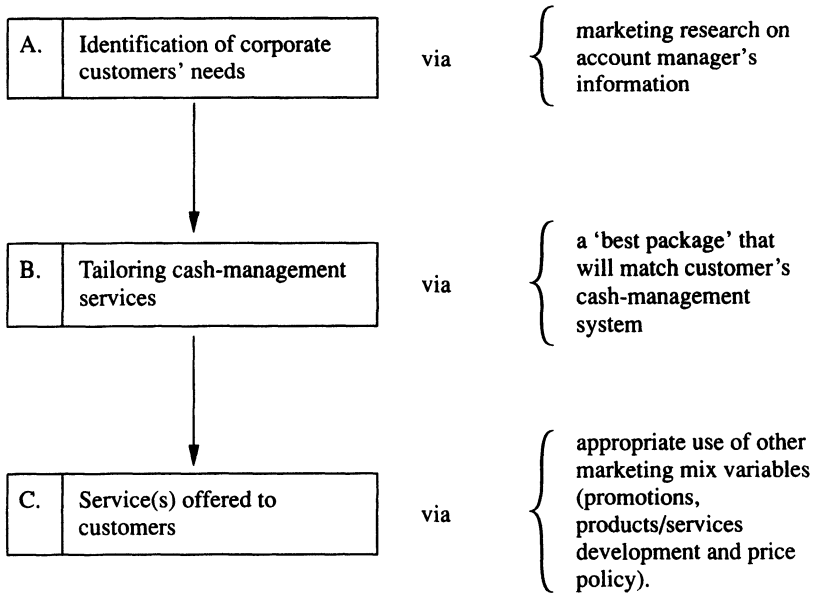 A.
Identification of corporate
customers' needs
via
marketing research on
account manager's
information
B.
Tailoring cash-management
services
via
a ‘best package’ that
will match customer's
cash-management
system
C.
Service(s) offered to
customers
via
appropriate use of other
marketing mix variables
(promotions,
products/services
development and price
policy).